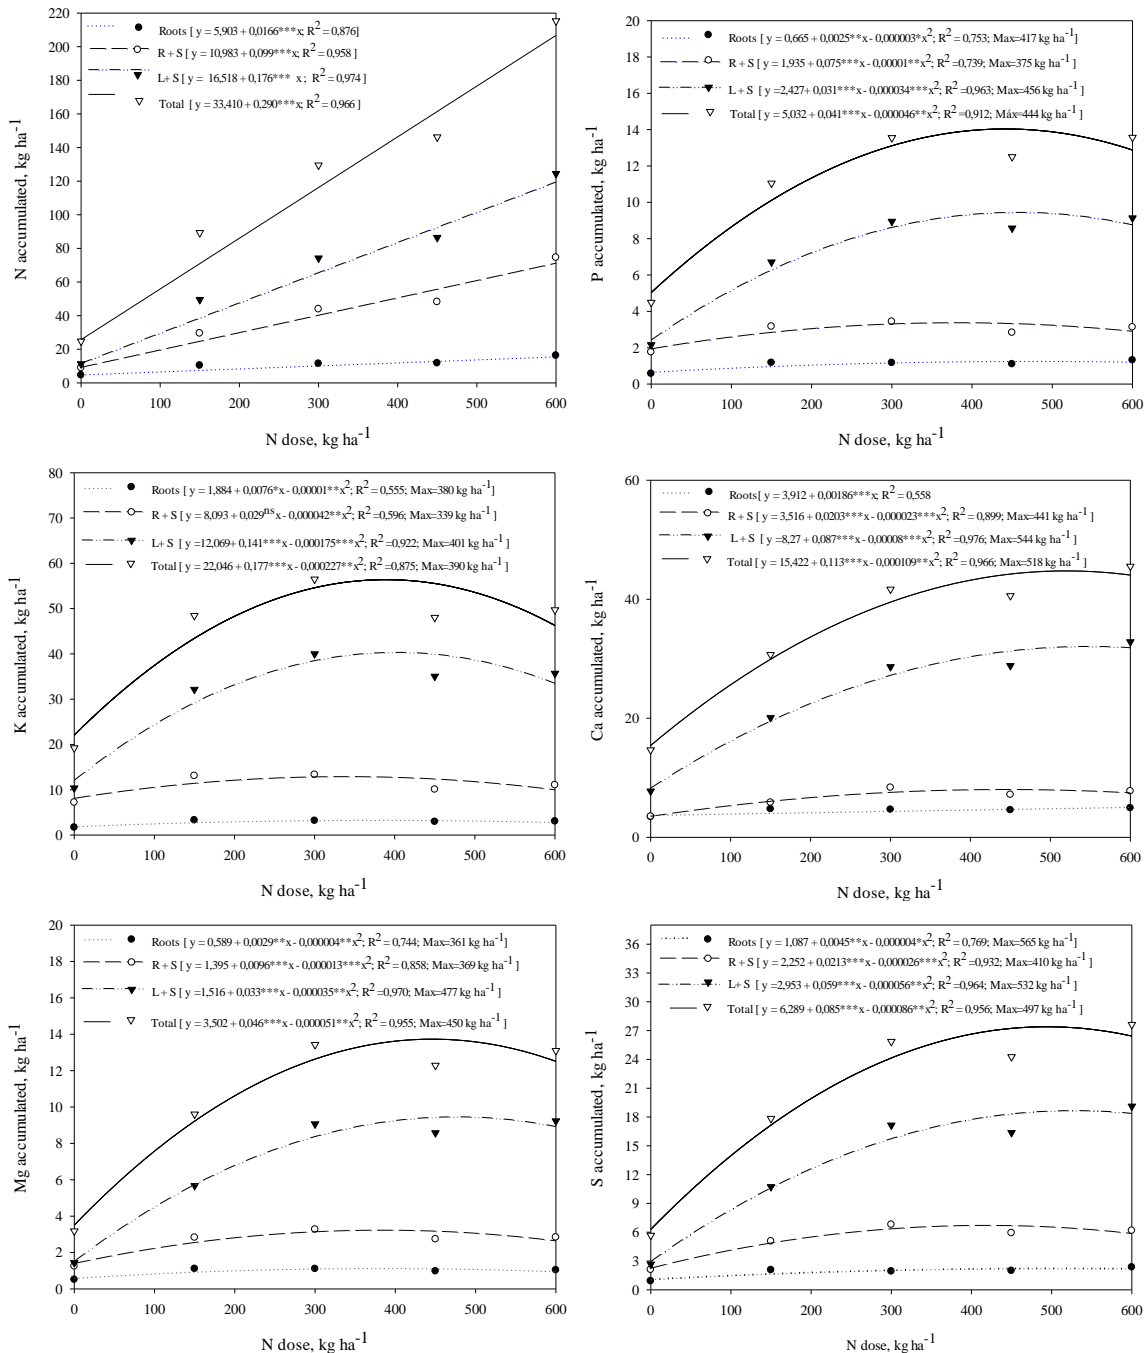 220
200
180
160
140
120
100
80
60
40
20
0
N accumulated, kg ha-1
Roots [ y = 5,903 + 0,0166***x; R2 = 0,876]
R + S [ y = 10,983 + 0,099***x; R2 = 0,958 ]
L + S [ y = 16,518 + 0,176*** x; R2 = 0,974 ]
Total [ y = 33,410 + 0,290***x; R2 = 0,966 ]
0 100 200 300 400 500 600
N dose, kg ha-1
20
18
16
14
12
10
8
6
4
2
0
P accumulated, kg ha-1
Roots [ y = 0,665 + 0,0025**x - 0,000003*x2; R2 = 0,753; Max=417 kg ha-1]
R + S [ y = 1,935 + 0,075***x - 0,00001**x2; R2 = 0,739; Max=375 kg ha-1]
L + S [ y = 2,427+ 0,031***x - 0,000034***x2; R2 = 0,963; Max=456 kg ha-1]
Total [ y = 5,032 + 0,041***x - 0,000046**x2; R2 = 0,912; Máx=444 kg ha-1 ]
0 100 200 300 400 500 600
N dose, kg ha-1
80
70
60
50
40
30
20
10
0
K accumulated, kg ha-1
Roots [ y = 1,884 + 0,0076*x - 0,00001**x2; R2 = 0,555; Max=380 kg ha-1]
R + S [ y = 8,093 + 0,029nsx - 0,000042**x2; R2 = 0,596; Max=339 kg ha-1]
L + S [ y = 12,069 + 0,141***x - 0,000175***x2; R2 = 0,922; Max=401 kg ha-1 ]
Total [ y = 22,046 + 0,177***x - 0,000227**x2; R2 = 0,875; Max=390 kg ha-1 ]
0 100 200 300 400 500 600
N dose, kg ha-1
60
40
20
0
Ca accumulated, kg ha-1
Roots [ y = 3,912 + 0,00186***x; R2 = 0,558
R + S [ y = 3,516 + 0,0203***x - 0,000023***x2; R2 = 0,899; Max=441 kg ha-1 ]
L + S [ y = 8,27 + 0,087***x - 0,00008***x2; R2 = 0,976; Max=544 kg ha-1]
Total [ y = 15,422 + 0,113***x - 0,000109**x2; R2 = 0,966; Max=518 kg ha-1]
0 100 200 300 400 500 600
N dose, kg ha-1
20
18
16
14
12
10
8
6
4
2
0
Mg accumulated, kg ha-1
Roots [ y = 0,589 + 0,0029**x - 0,000004**x2; R2 = 0,744; Max=361 kg ha-1]
R + S [ y = 1,395 + 0,0096***x - 0,000013***x2; R2 = 0,858; Max=369 kg ha-1 ]
L + S [ y = 1,516 + 0,033***x - 0,000035**x2; R2 = 0,970; Max=477 kg ha-1]
Total [ y = 3,502 + 0,046***x - 0,000051**x2; R2 = 0,955; Max=450 kg ha-1 ]
0 100 200 300 400 500 600
N dose, kg ha-1
36
33
30
27
24
21
18
15
12
9
6
3
0
S accumulated, kg ha-1
Roots [ y = 1,087 + 0,0045**x - 0,000004*x2; R2 = 0,769; Max=565 kg ha-1]
R + S [ y = 2,252 + 0,0213***x - 0,000026***x2; R2 = 0,932; Max=410 kg ha-1 ]
L + S [ y = 2,953 + 0,059***x - 0,000056**x2; R2 = 0,964; Max=532 kg ha-1]
Total [ y = 6,289 + 0,085***x - 0,000086**x2; R2 = 0,956; Max=497 kg ha-1 ]
0 100 200 300 400 500 600
N dose, kg ha-1